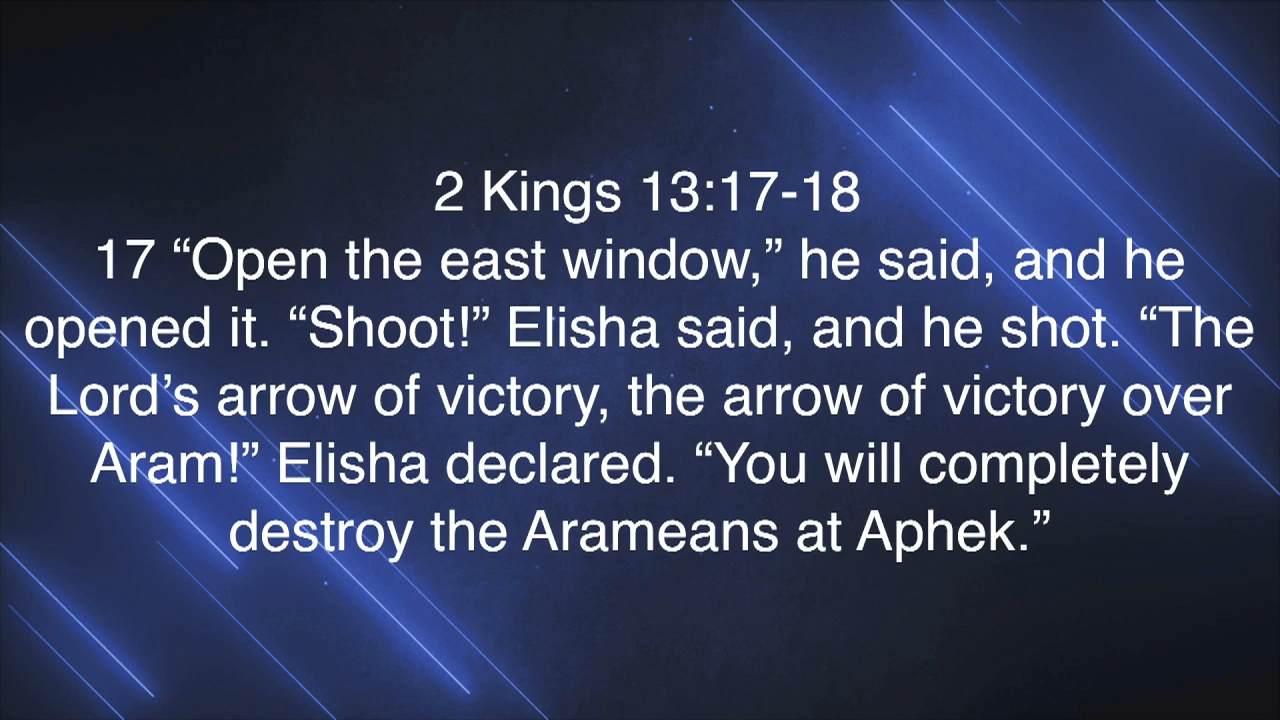 2 Kings 13:17-18
17 “Open the east window,” he said, and he
opened it. “Shoot!” Elisha said, and he shot. “The
Lord’s arrow of victory, the arrow of victory over
Aram!” Elisha declared. “You will completely
destroy the Arameans at Aphek.”